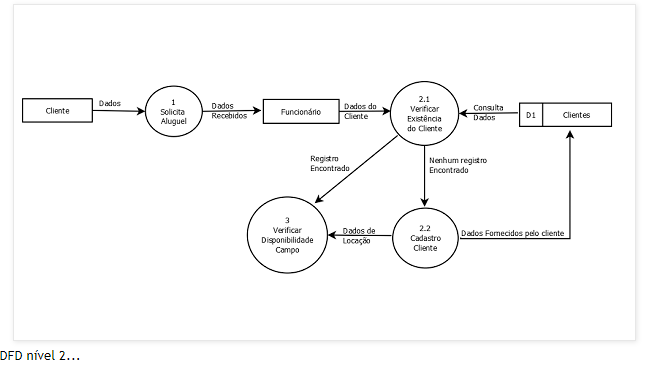 Cliente
Dados
1
Solicita
Aluguel
Dados
Recebidos
Funcionário
Dados do
Cliente
2.1
Verificar
Existência
do Cliente
Consulta
Dados
D1
Clientes
Registro
Encontrado
Nenhum registro
Encontrado
3
Verificar
Disponibilidade
Campo
Dados de
Locação
2.2
Cadastro
Cliente
Dados Fornecidos pelo cliente
DFD nível 2...